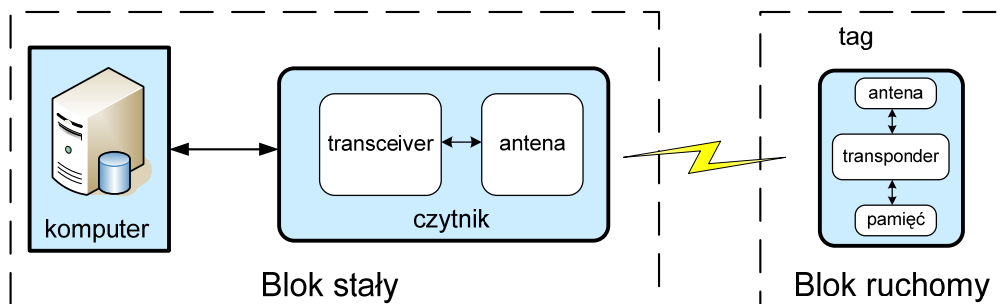 komputer
transceiver
antena
czytnik
Blok stały
tag
antena
transponder
pamięć
Blok ruchomy